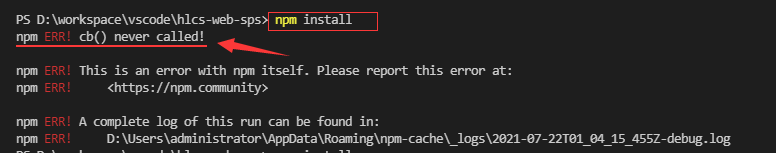 PS D:\workspace\vscode\hlcs-web-sps> npm install
npm ERR! cb() never called!
npm ERR! This is an error with npm itself. Please report this error at:
npm ERR!     <https://npm.community>
npm ERR! A complete log of this run can be found in:
npm ERR!     D:\Users\administrator\AppData\Roaming\npm-cache\_logs\2021-07-22T01_04_15_455Z-debug.log